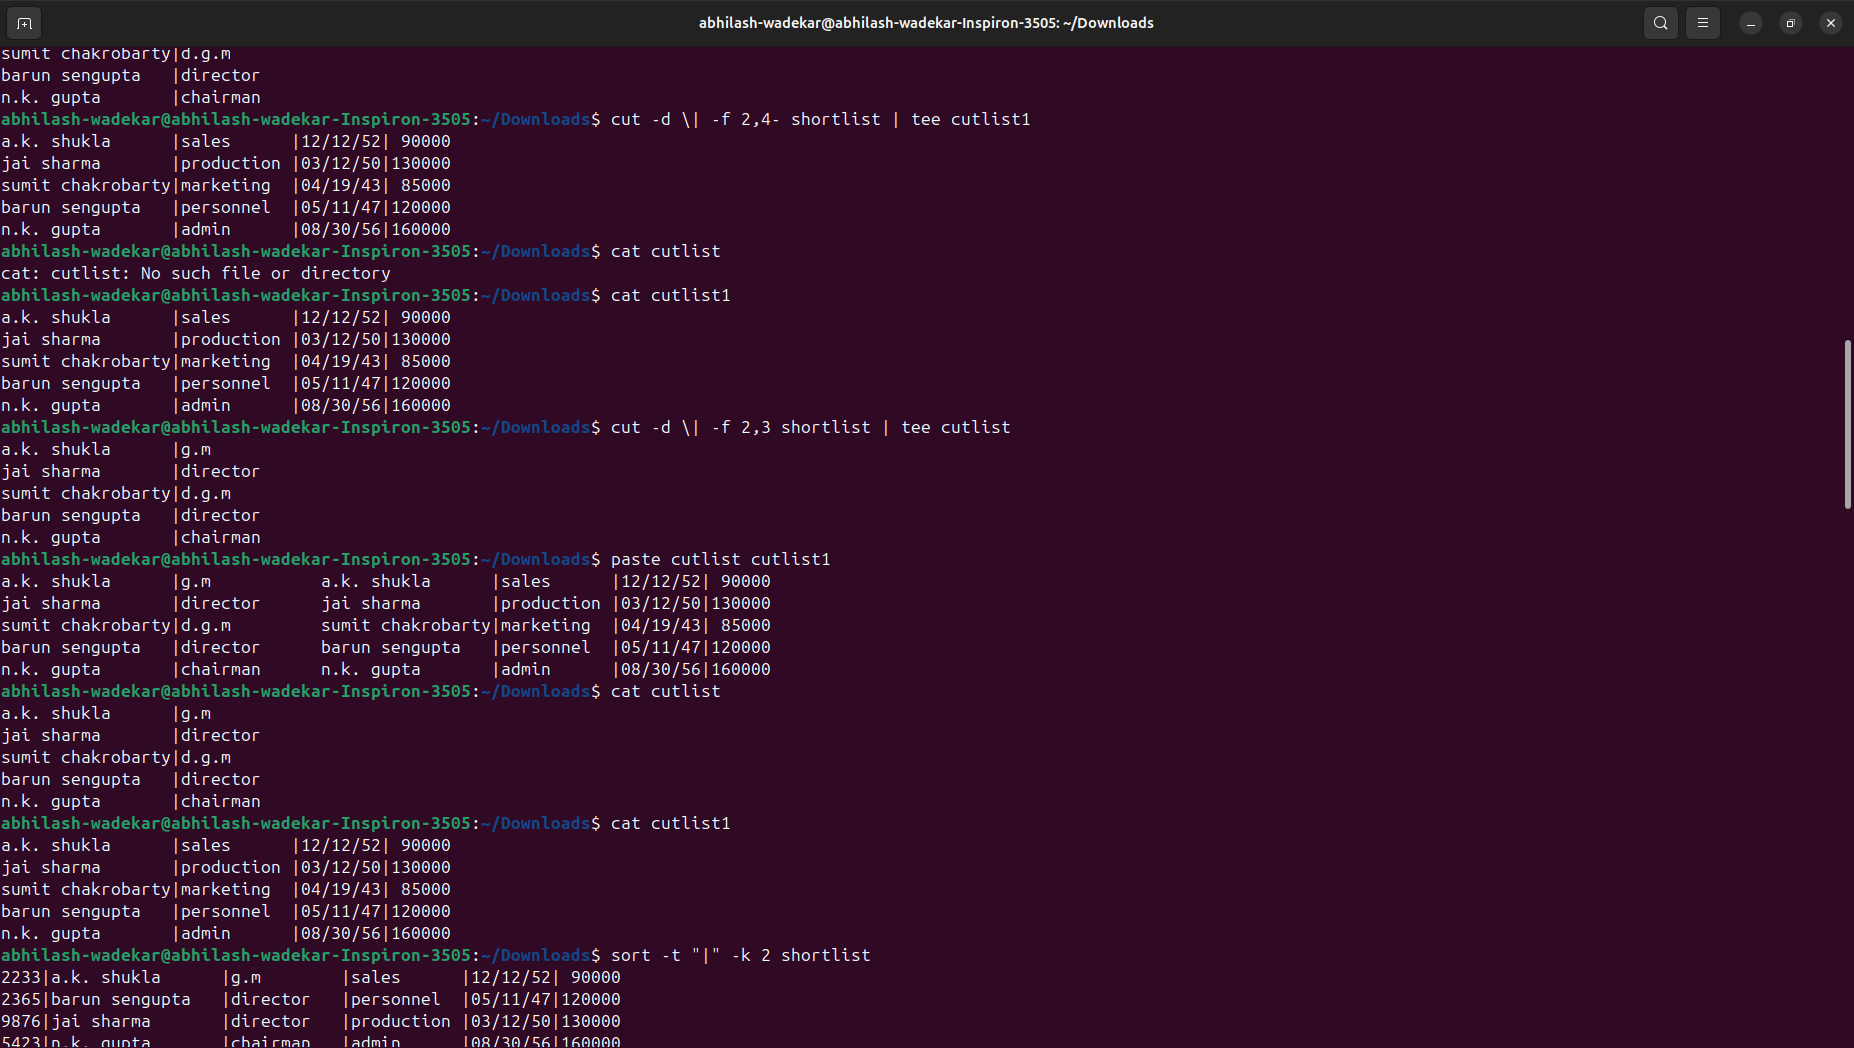 abhilash-wadekar@abhilash-wadekar-Inspiron-3505: ~/Downloads
sumit chakrobarty|d.g.m
barun sengupta   |director
n.k. gupta       |chairman
abhilash-wadekar@abhilash-wadekar-Inspiron-3505:~/Downloads$ cut -d \| -f 2,4- shortlist | tee cutlist1
a.k. shukla      |sales      |12/12/52| 90000
jai sharma       |production |03/12/50|130000
sumit chakrobarty|marketing  |04/19/43| 85000
barun sengupta   |personnel  |05/11/47|120000
n.k. gupta       |admin      |08/30/56|160000
abhilash-wadekar@abhilash-wadekar-Inspiron-3505:~/Downloads$ cat cutlist
cat: cutlist: No such file or directory
abhilash-wadekar@abhilash-wadekar-Inspiron-3505:~/Downloads$ cat cutlist1
a.k. shukla      |sales      |12/12/52| 90000
jai sharma       |production |03/12/50|130000
sumit chakrobarty|marketing  |04/19/43| 85000
barun sengupta   |personnel  |05/11/47|120000
n.k. gupta       |admin      |08/30/56|160000
abhilash-wadekar@abhilash-wadekar-Inspiron-3505:~/Downloads$ cut -d \| -f 2,3 shortlist | tee cutlist
a.k. shukla      |g.m
jai sharma       |director
sumit chakrobarty|d.g.m
barun sengupta   |director
n.k. gupta       |chairman
abhilash-wadekar@abhilash-wadekar-Inspiron-3505:~/Downloads$ paste cutlist cutlist1
a.k. shukla      |g.m           a.k. shukla      |sales      |12/12/52| 90000
jai sharma       |director      jai sharma       |production |03/12/50|130000
sumit chakrobarty|d.g.m         sumit chakrobarty|marketing  |04/19/43| 85000
barun sengupta   |director      barun sengupta   |personnel  |05/11/47|120000
n.k. gupta       |chairman      n.k. gupta       |admin      |08/30/56|160000
abhilash-wadekar@abhilash-wadekar-Inspiron-3505:~/Downloads$ cat cutlist
a.k. shukla      |g.m
jai sharma       |director
sumit chakrobarty|d.g.m
barun sengupta   |director
n.k. gupta       |chairman
abhilash-wadekar@abhilash-wadekar-Inspiron-3505:~/Downloads$ cat cutlist1
a.k. shukla      |sales      |12/12/52| 90000
jai sharma       |production |03/12/50|130000
sumit chakrobarty|marketing  |04/19/43| 85000
barun sengupta   |personnel  |05/11/47|120000
n.k. gupta       |admin      |08/30/56|160000
abhilash-wadekar@abhilash-wadekar-Inspiron-3505:~/Downloads$ sort -t "|" -k 2 shortlist
2233|a.k. shukla      |g.m        |sales      |12/12/52| 90000
2365|barun sengupta   |director   |personnel  |05/11/47|120000
9876|jai sharma       |director   |production |03/12/50|130000
5423|n.k. gupta       |chairman   |admin      |08/30/56|160000